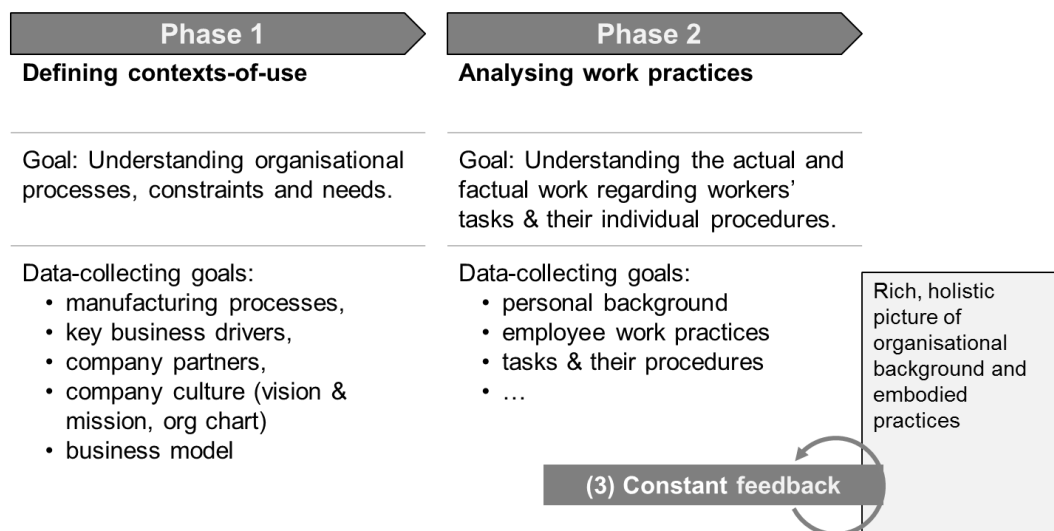 Phase 1
Defining contexts-of-use
Goal: Understanding organisational
processes, constraints and needs.
Data-collecting goals:
• manufacturing processes,
• key business drivers,
• company partners,
• company culture (vision &
mission, org chart)
• business model
Phase 2
Analysing work practices
Goal: Understanding the actual and
factual work regarding workers’
tasks & their individual procedures.
Data-collecting goals:
• personal background
• employee work practices
• tasks & their procedures
• …
(3) Constant feedback
Rich, holistic
picture of
organisational
background and
embodied
practices